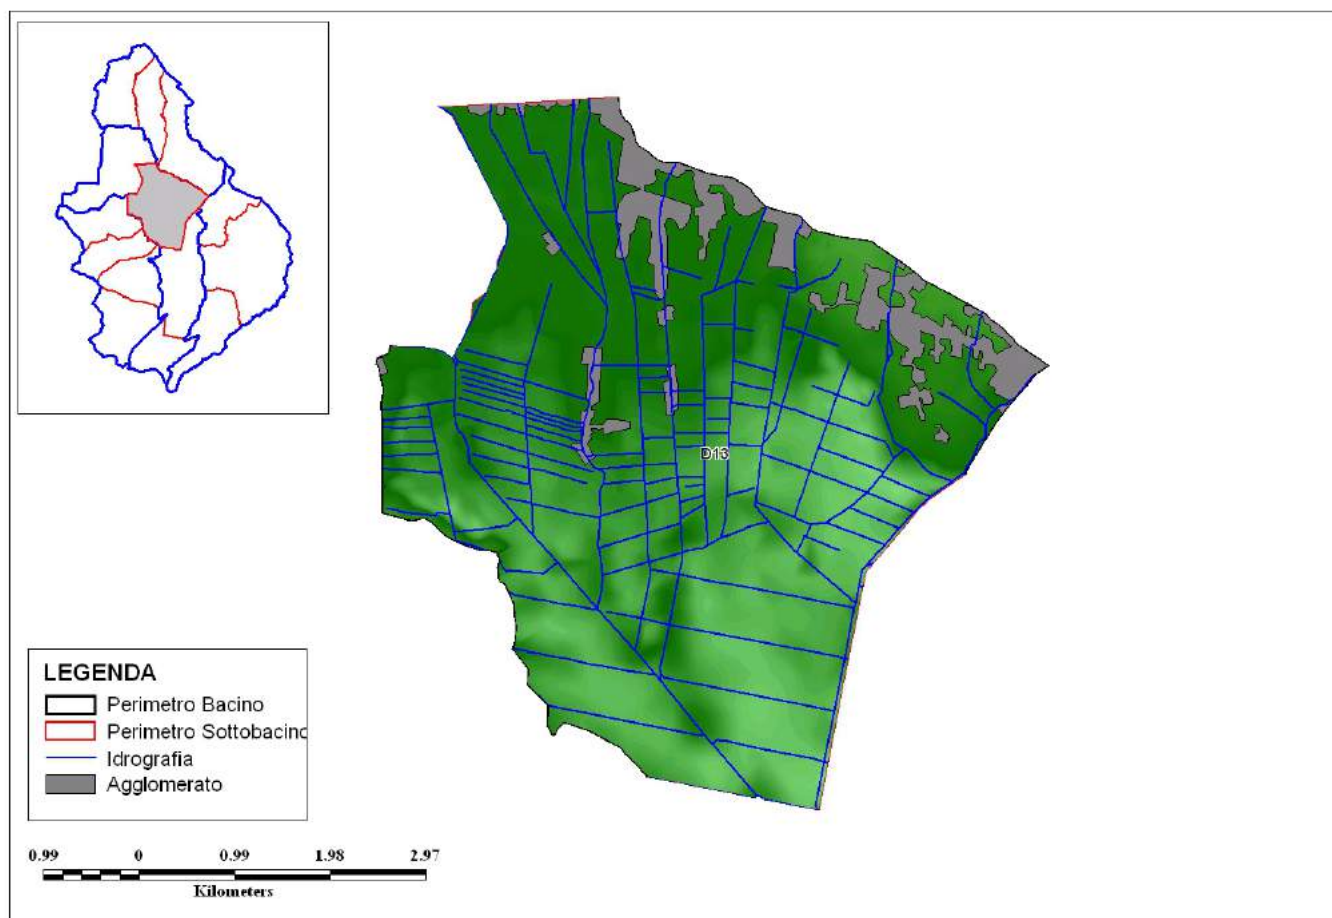 D13
LEGENDA
Perimetro Bacino
Perimetro Sottobacino
Idrografia
Agglomerato
0.99 0 0.99 1.98 2.97
Kilometers